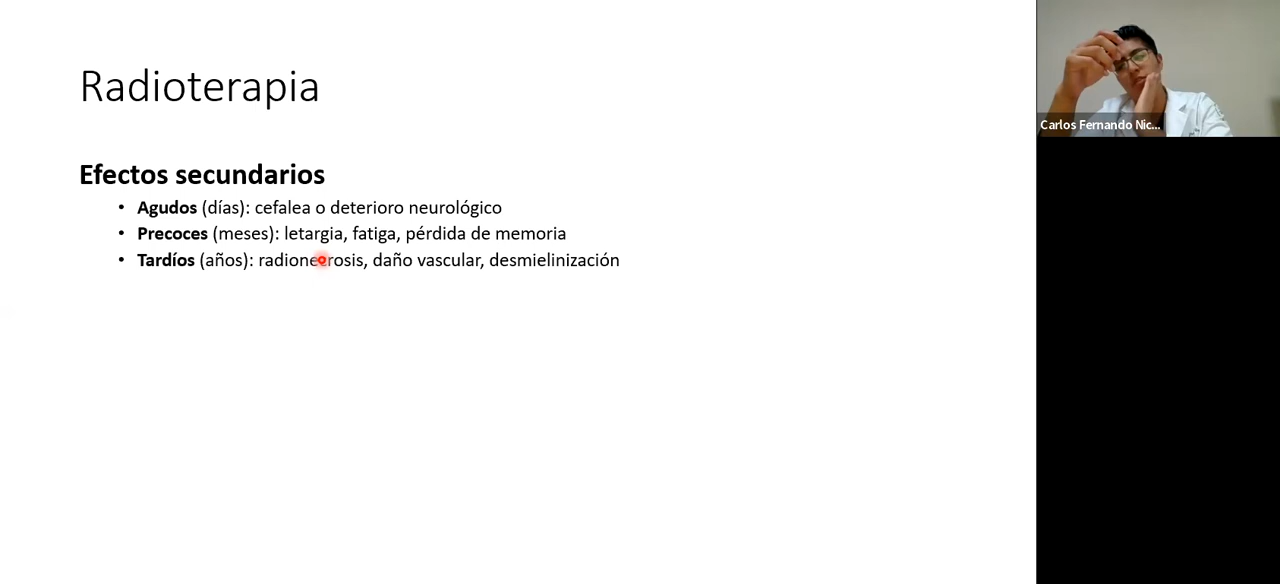 Radioterapia
Efectos secundarios
• Agudos (días): cefalea o deterioro neurológico
• Precoces (meses): letargia, fatiga, pérdida de memoria
• Tardíos (años): radionecrosis, daño vascular, desmielinización
Carlos Fernando Nic...